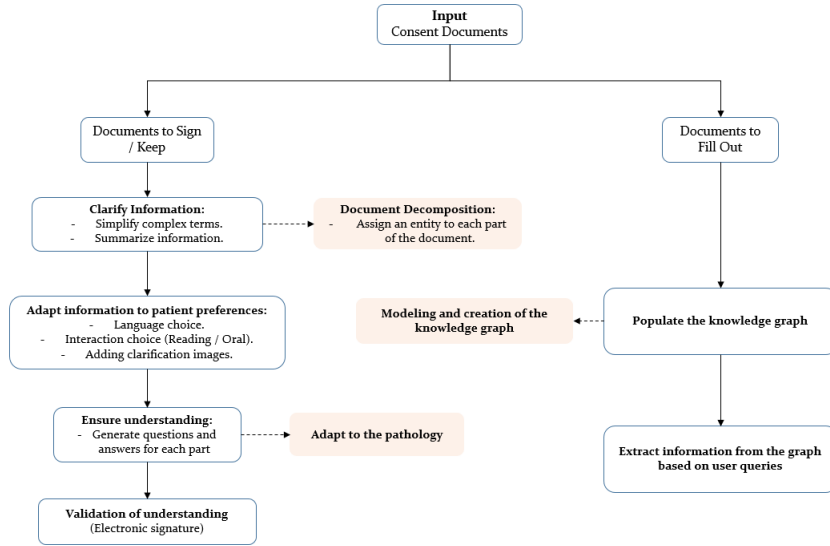 Input
Consent Documents
Documents to Sign
/ Keep
Documents to
Fill Out
Clarify Information:
- Simplify complex terms.
- Summarize information.
Document Decomposition:
- Assign an entity to each part
of the document.
Adapt information to patient preferences:
- Language choice.
- Interaction choice (Reading / Oral).
- Adding clarification images.
Modeling and creation of the
knowledge graph
Populate the knowledge graph
Ensure understanding:
- Generate questions and
answers for each part
Adapt to the pathology
Extract information from the graph
based on user queries
Validation of understanding
(Electronic signature)